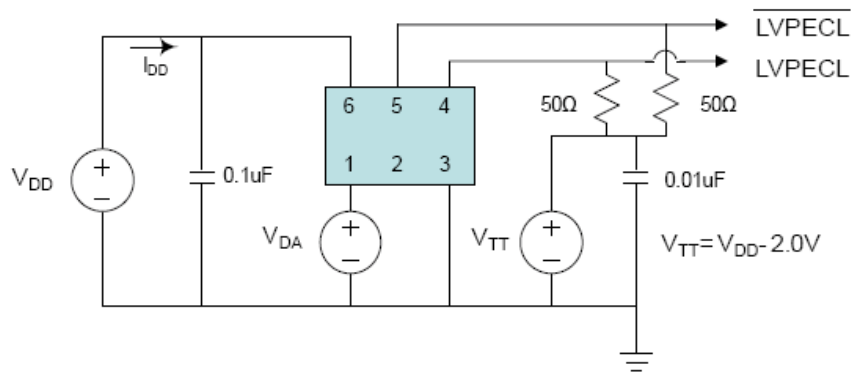 L̅V̅P̅E̅C̅L̅
I_DD
LVPECL
6 5 4
50Ω
50Ω
1 2 3
V_DD
0.1uF
0.01uF
V_DA
V_TT
V_TT=V_DD-2.0V